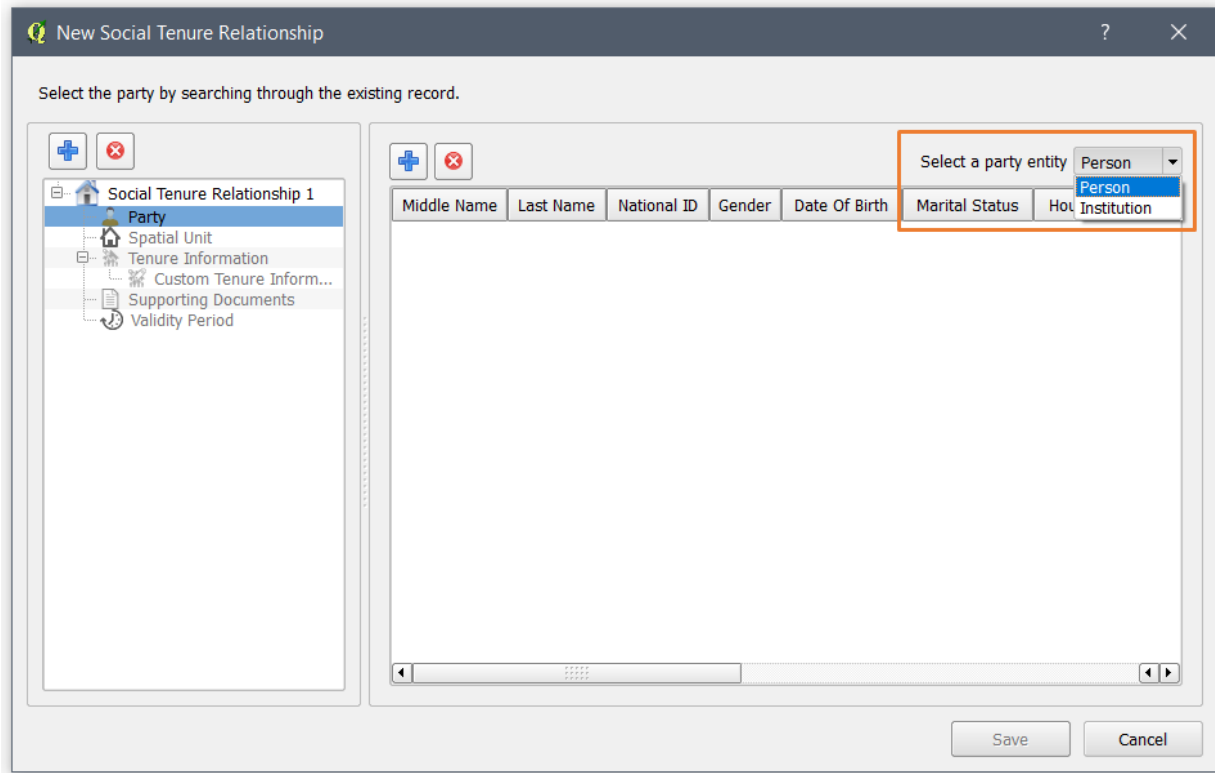 New Social Tenure Relationship
?
Select the party by searching through the existing record.
Social Tenure Relationship 1
Party
Spatial Unit
Tenure Information
Custom Tenure Inform...
Supporting Documents
Validity Period
Select a party entity Person
Person
Institution
Middle Name Last Name National ID Gender Date Of Birth Marital Status
Save Cancel